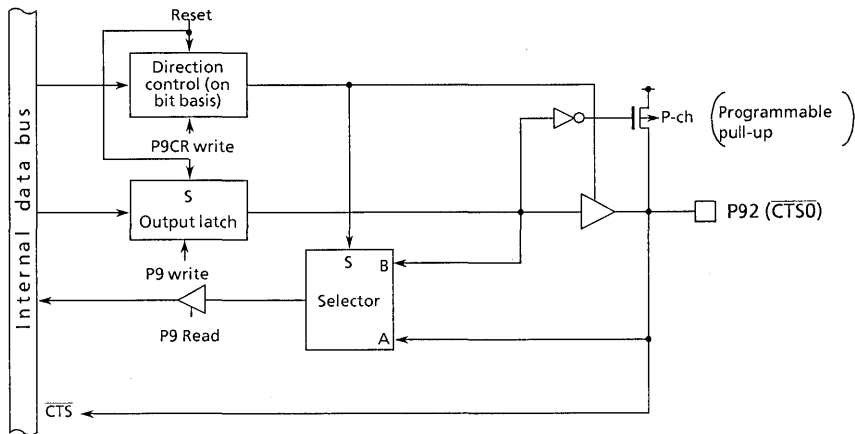 Reset
Direction
control (on
bit basis)
P-ch
(Programmable
pull-up)
P9CR write
S
Output latch
P92 (CTS0)
P9 write
S
B
Selector
A
P9 Read
CTS
Internal data bus